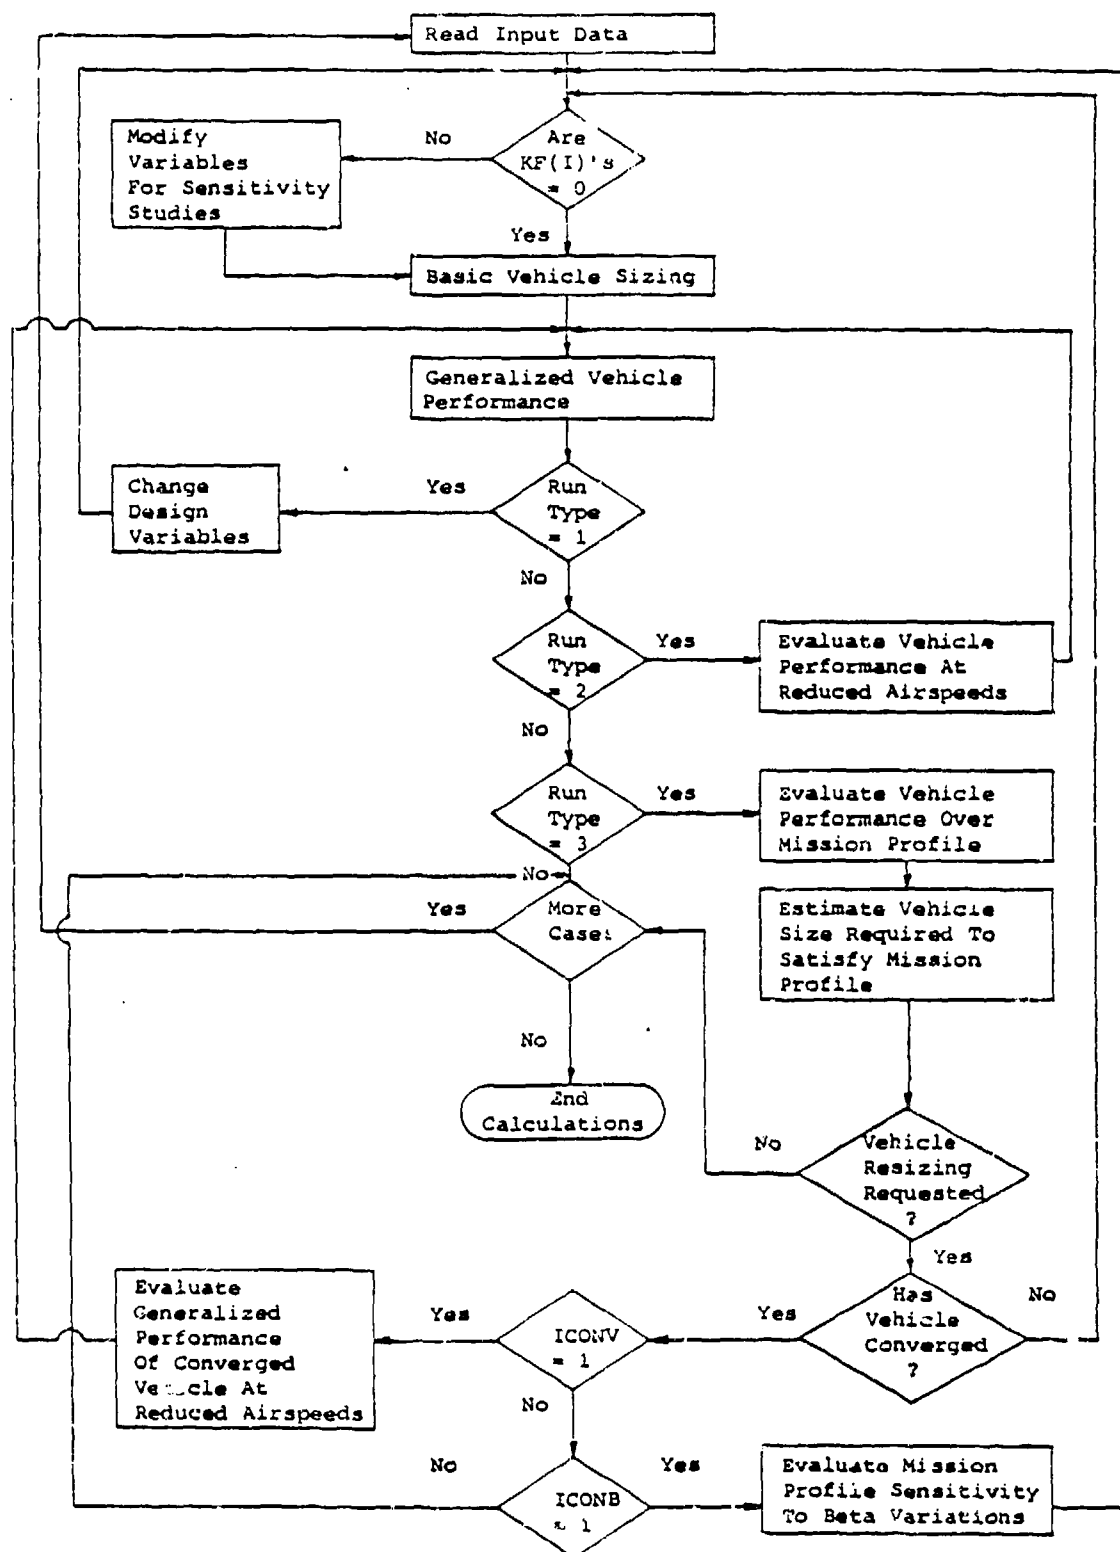 Read Input Data
Are
KF(I)'s
= 0
No
Modify
Variables
For Sensitivity
Studies
Yes
Basic Vehicle Sizing
Generalized Vehicle
Performance
Run
Type
= 1
Yes
Change
Design
Variables
No
Run
Type
= 2
Yes
Evaluate Vehicle
Performance At
Reduced Airspeeds
No
Run
Type
= 3
Yes
Evaluate Vehicle
Performance Over
Mission Profile
No
More
Yes
Estimate Vehicle
Size Required To
Satisfy Mission
Profile
No
End
Calculations
Vehicle
Resizing
Requested
?
No
Yes
Has
Vehicle
Converged
?
No
Yes
ICONV
= 1
Yes
Evaluate
Generalized
Performance
Of Converged
At
Reduced Airspeeds
No
ICONB
1
No
Yes
Evaluate Mission
Profile Sensitivity
To Beta Variations